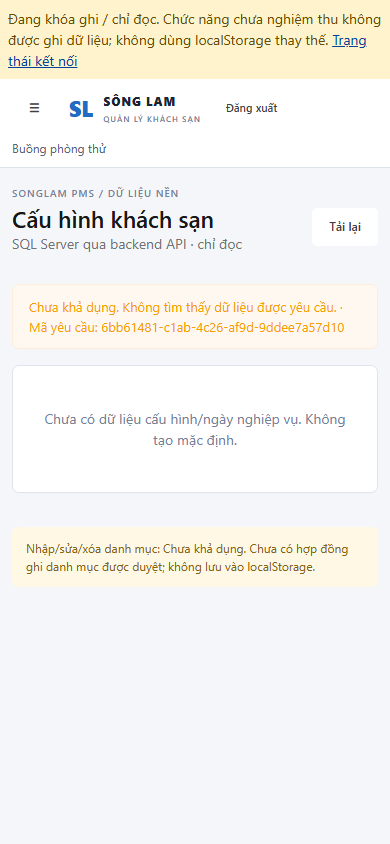 Đang khóa ghi / chỉ đọc. Chức năng chưa nghiệm thu không
được ghi dữ liệu; không dùng localStorage thay thế. Trạng
thái kết nối
☰
SL
SÔNG LAM
QUẢN LÝ KHÁCH SẠN
Đăng xuất
Buồng phòng thử
SONGLAM PMS / DỮ LIỆU NỀN
Cấu hình khách sạn
SQL Server qua backend API · chỉ đọc
Tải lại
Chưa khả dụng. Không tìm thấy dữ liệu được yêu cầu. ·
Mã yêu cầu: 6bb61481-c1ab-4c26-af9d-9ddee7a57d10
Chưa có dữ liệu cấu hình/ngày nghiệp vụ. Không
tạo mặc định.
Nhập/sửa/xóa danh mục: Chưa khả dụng. Chưa có hợp đồng
ghi danh mục được duyệt; không lưu vào localStorage.